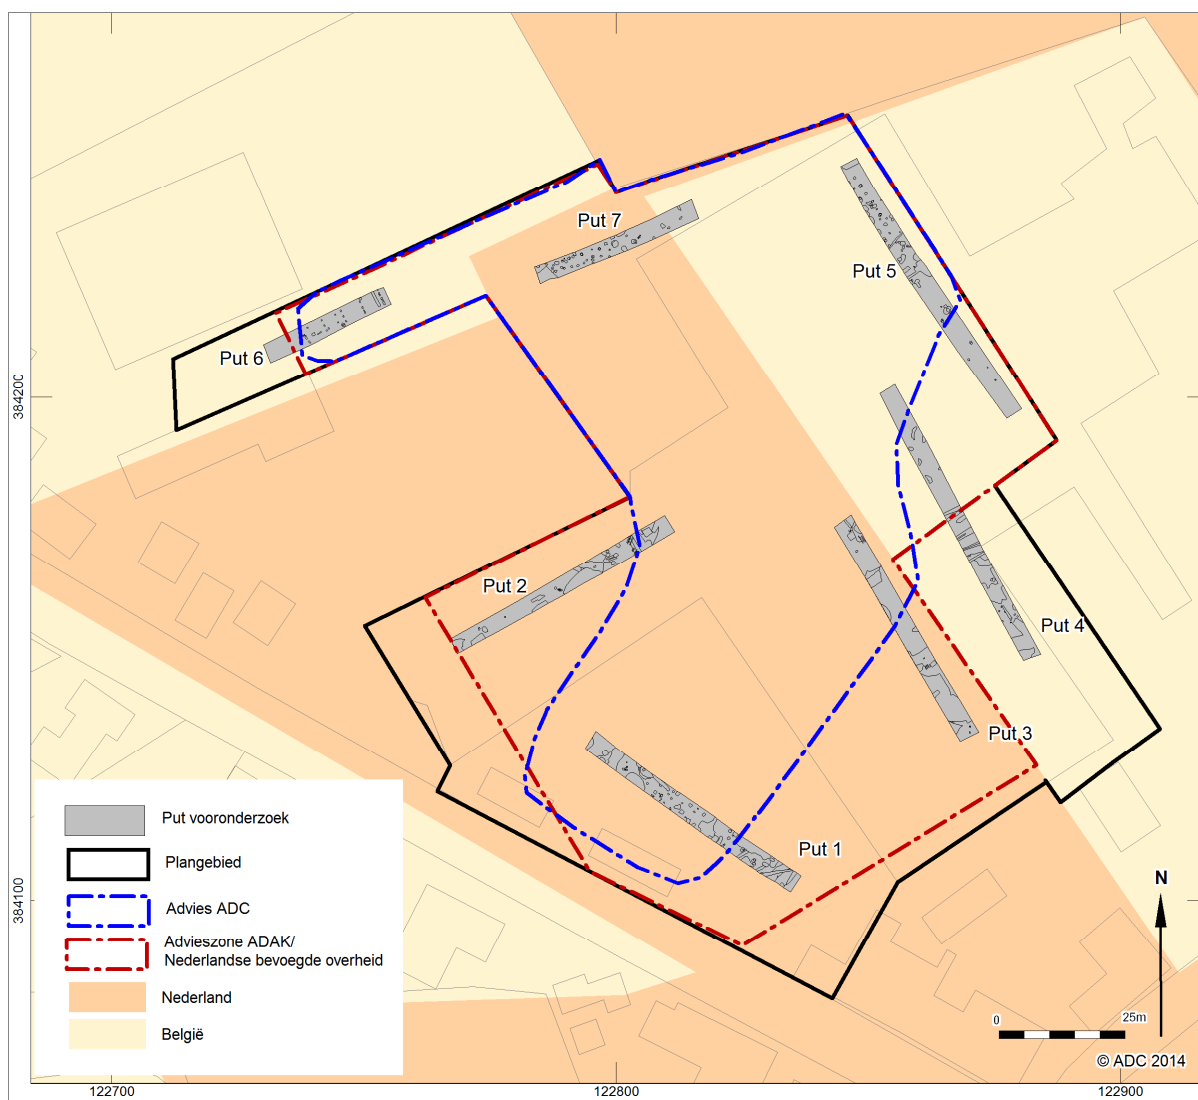 Put 7
Put 5
Put 6
384200
Put 2
Put 4
Put 3
Put 1
Put vooronderzoek
Plangebied
Advies ADC
Advieszone ADAK/
Nederlandse bevoegde overheid
Nederland
België
384100
N
0 25m
© ADC 2014
122700 122800 122900